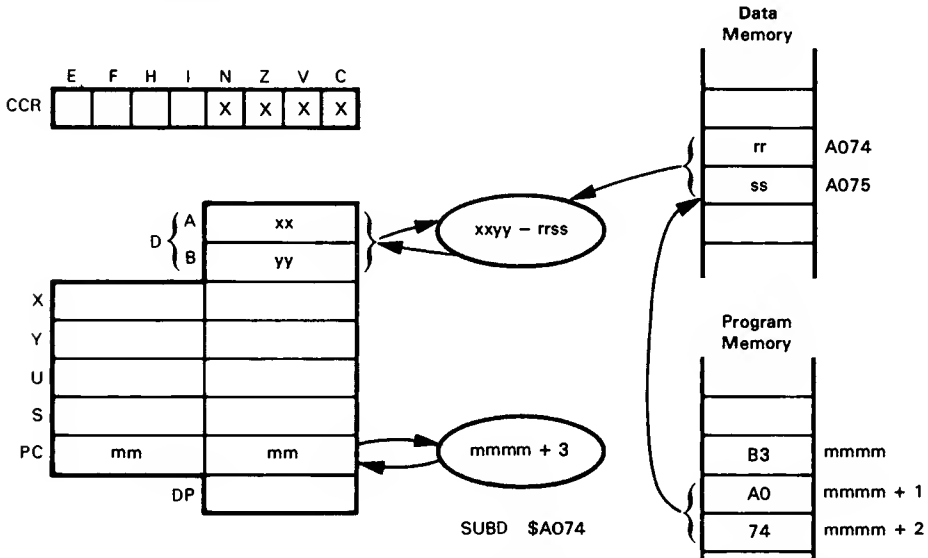 Data
Memory
E F H I N Z V C
CCR X X X X
rr A074
ss A075
D A xx
B yy
xxyy − rrss
X
Y
U
S
PC mm mm
DP
mmmm + 3
SUBD $A074
Program
Memory
B3 mmmm
A0 mmmm + 1
74 mmmm + 2